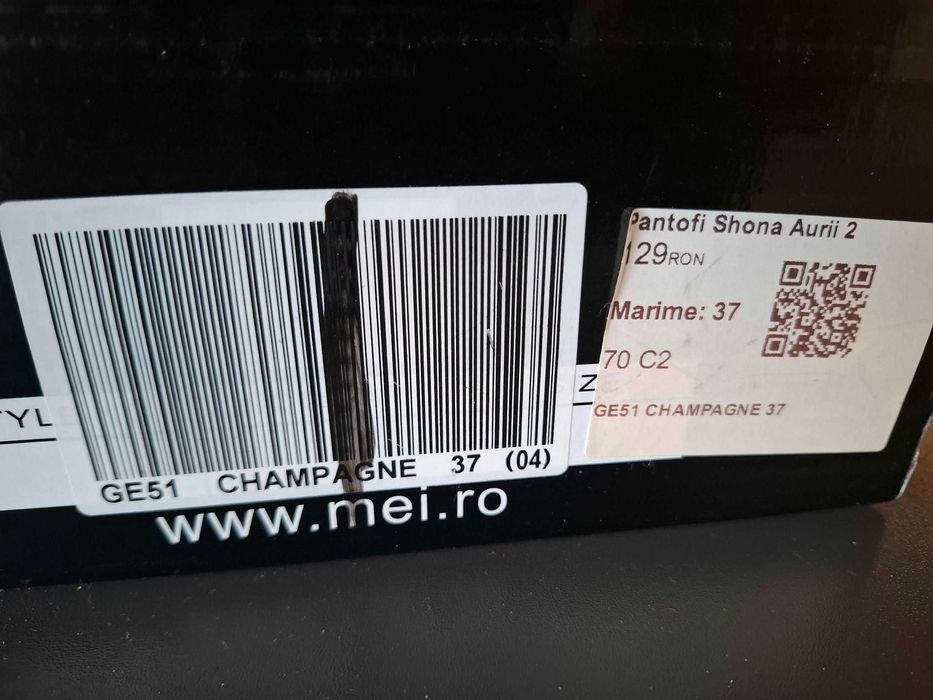 GE51 CHAMPAGNE 37 (04)
www.mei.ro
Pantofi Shona Aurii 2
129RON
Marime: 37
70 C2
GE51 CHAMPAGNE 37